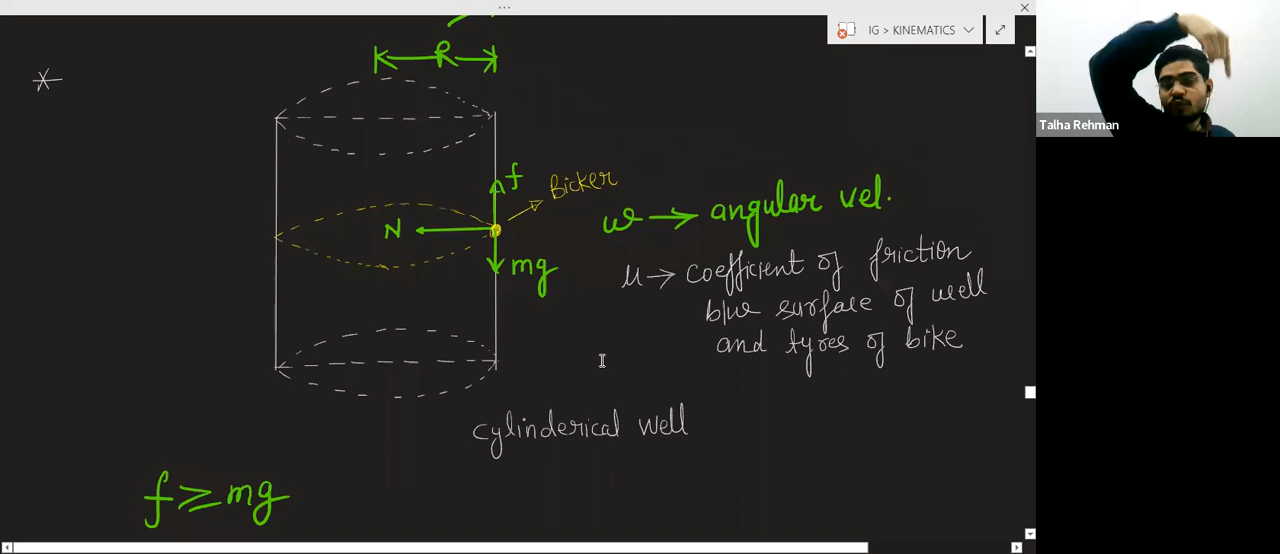 IG > KINEMATICS
Talha Rehman
R
f
Bicker
N
mg
ω → angular vel.
μ → coefficient of friction
b/w surface of well
and tyres of bike
cylinderical well
f ≥ mg